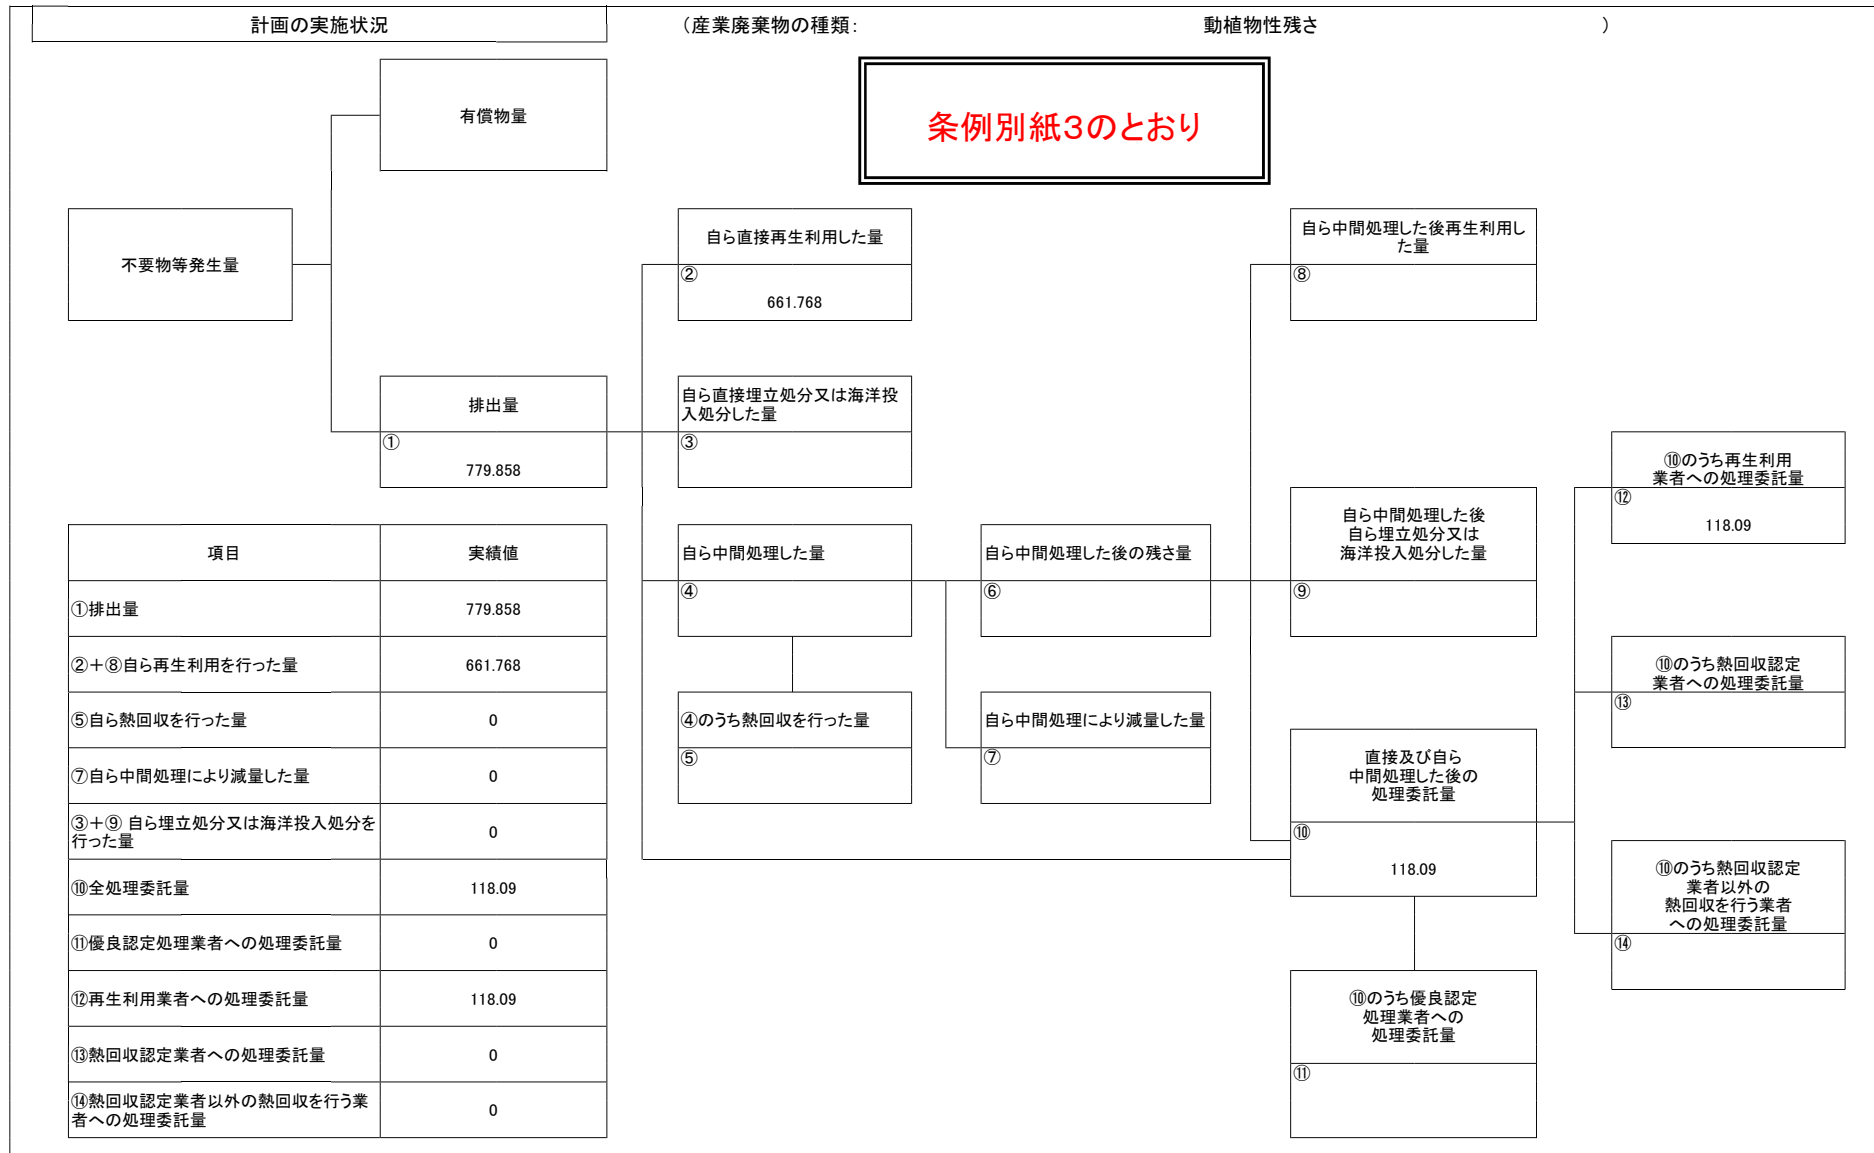 計画の実施状況
（産業廃棄物の種類：　動植物性残さ　）
有償物量
条例別紙３のとおり
不要物等発生量
自ら直接再生利用した量
②
661.768
自ら中間処理した後再生利用し
た量
⑧
排出量
①
779.858
自ら直接埋立処分又は海洋投
入処分した量
③
⑩のうち再生利用
業者への処理委託量
⑫
118.09
自ら中間処理した量
④
自ら中間処理した後の残さ量
⑥
自ら中間処理した後
自ら埋立処分又は
海洋投入処分した量
⑨
⑩のうち熱回収認定
業者への処理委託量
⑬
④のうち熱回収を行った量
⑤
自ら中間処理により減量した量
⑦
直接及び自ら
中間処理した後の
処理委託量
⑩
118.09
⑩のうち熱回収認定
業者以外の
熱回収を行う業者
への処理委託量
⑭
⑩のうち優良認定
処理業者への
処理委託量
⑪
項目　実績値
①排出量　779.858
②＋⑧自ら再生利用を行った量　661.768
⑤自ら熱回収を行った量　0
⑦自ら中間処理により減量した量　0
③＋⑨ 自ら埋立処分又は海洋投入処分を
行った量　0
⑩全処理委託量　118.09
⑪優良認定処理業者への処理委託量　0
⑫再生利用業者への処理委託量　118.09
⑬熱回収認定業者への処理委託量　0
⑭熱回収認定業者以外の熱回収を行う業
者への処理委託量　0